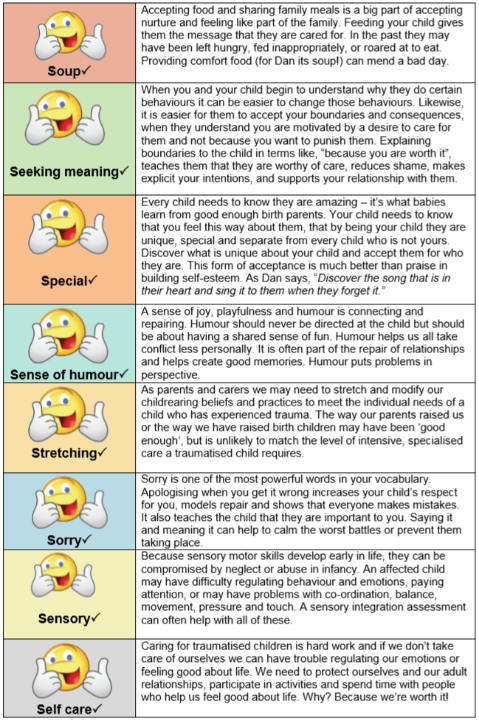 Accepting food and sharing family meals is a big part of accepting
nurture and feeling like part of the family. Feeding your child gives
them the message that they are cared for. In the past they may
have been left hungry, fed inappropriately, or roared at to eat.
Providing comfort food (for Dan its soup!) can mend a bad day.
Soup✓
When you and your child begin to understand why they do certain
behaviours it can be easier to change those behaviours. Likewise,
it is easier for them to accept your boundaries and consequences,
when they understand you are motivated by a desire to care for
them and not because you want to punish them. Explaining
boundaries to the child in terms like, “because you are worth it”,
teaches them that they are worthy of care, reduces shame, makes
explicit your intentions, and supports your relationship with them.
Seeking meaning✓
Every child needs to know they are amazing – it’s what babies
learn from good enough birth parents. Your child needs to know
that you feel this way about them, that by being your child they are
unique, special and separate from every child who is not yours.
Discover what is unique about your child and accept them for who
they are. This form of acceptance is much better than praise in
building self-esteem. As Dan says, “Discover the song that is in
their heart and sing it to them when they forget it.”
Special✓
A sense of joy, playfulness and humour is connecting and
repairing. Humour should never be directed at the child but should
be about having a shared sense of fun. Humour helps us all take
conflict less personally. It is often part of the repair of relationships
and helps create good memories. Humour puts problems in
perspective.
Sense of humour✓
As parents and carers we may need to stretch and modify our
childrearing beliefs and practices to meet the individual needs of a
child who has experienced trauma. The way our parents raised us
or the way we have raised birth children may have been ‘good
enough’, but is unlikely to match the level of intensive, specialised
care a traumatised child requires.
Stretching✓
Sorry is one of the most powerful words in your vocabulary.
Apologising when you get it wrong increases your child’s respect
for you, models repair and shows that everyone makes mistakes.
It also teaches the child that they are important to you. Saying it
and meaning it can help to calm the worst battles or prevent them
taking place.
Sorry✓
Because sensory motor skills develop early in life, they can be
compromised by neglect or abuse in infancy. An affected child
may have difficulty regulating behaviour and emotions, paying
attention, or may have problems with co-ordination, balance,
movement, pressure and touch. A sensory integration assessment
can often help with all of these.
Sensory✓
Caring for traumatised children is hard work and if we don’t take
care of ourselves we can have trouble regulating our emotions or
feeling good about life. We need to protect ourselves and our adult
relationships, participate in activities and spend time with people
who help us feel good about life. Why? Because we’re worth it!
Self care✓